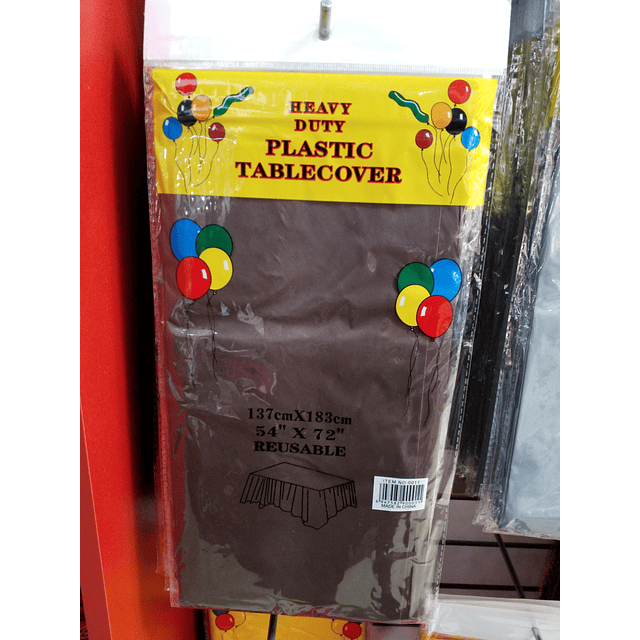 HEAVY
DUTY
PLASTIC
TABLECOVER
137cmX183cm
54" X 72"
REUSABLE
MADE IN CHINA